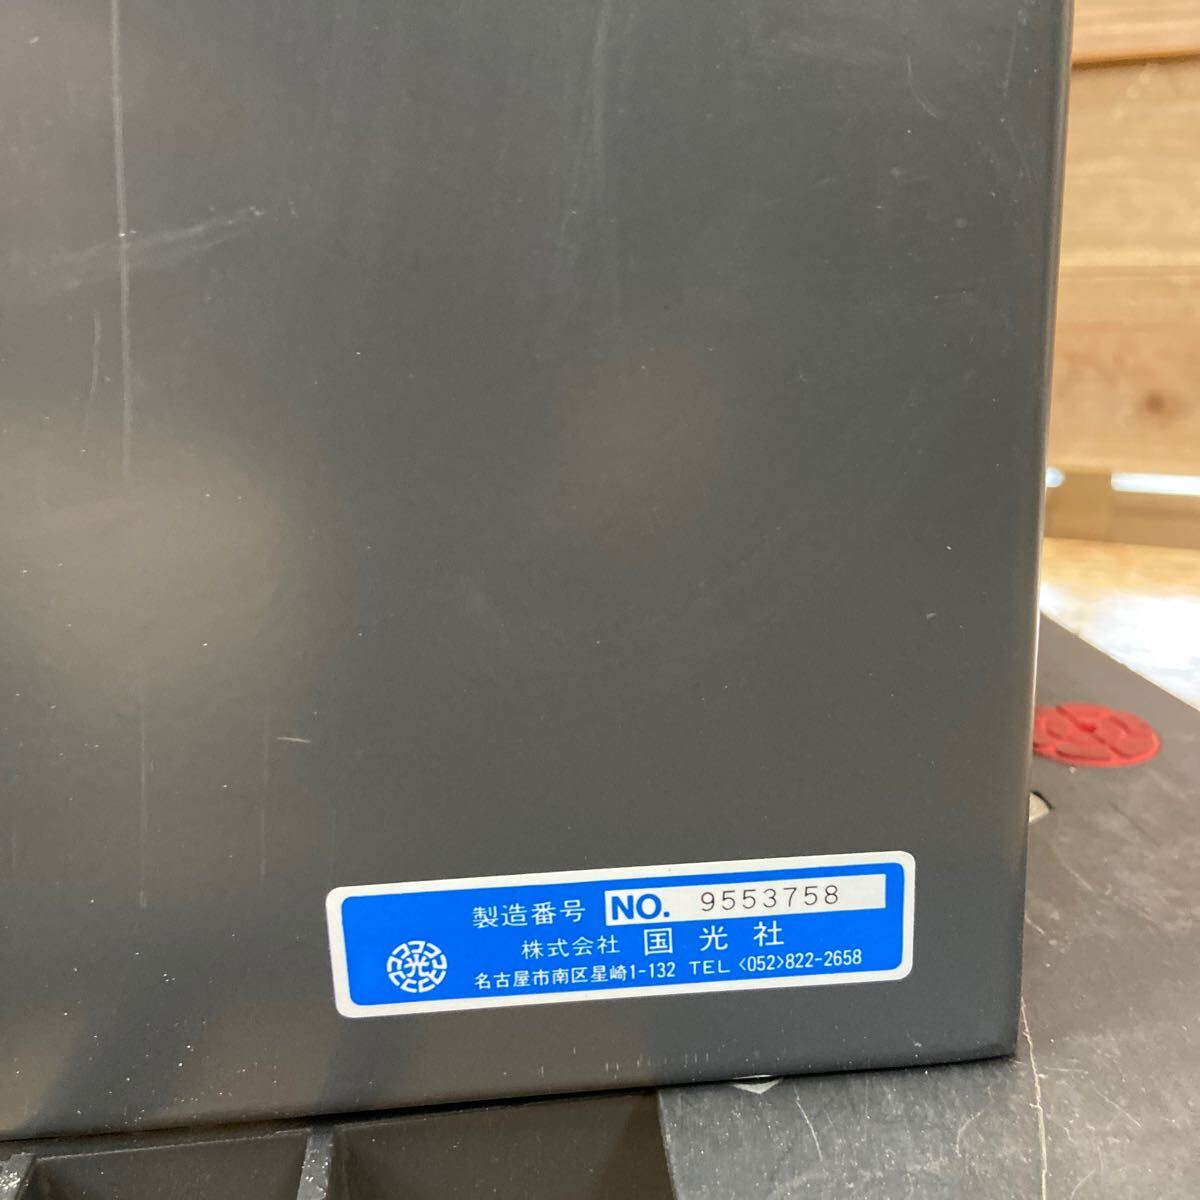 製造番号 NO. 9553758
株式会社 国光社
名古屋市南区星崎1-132 TEL <052>822-2658
光